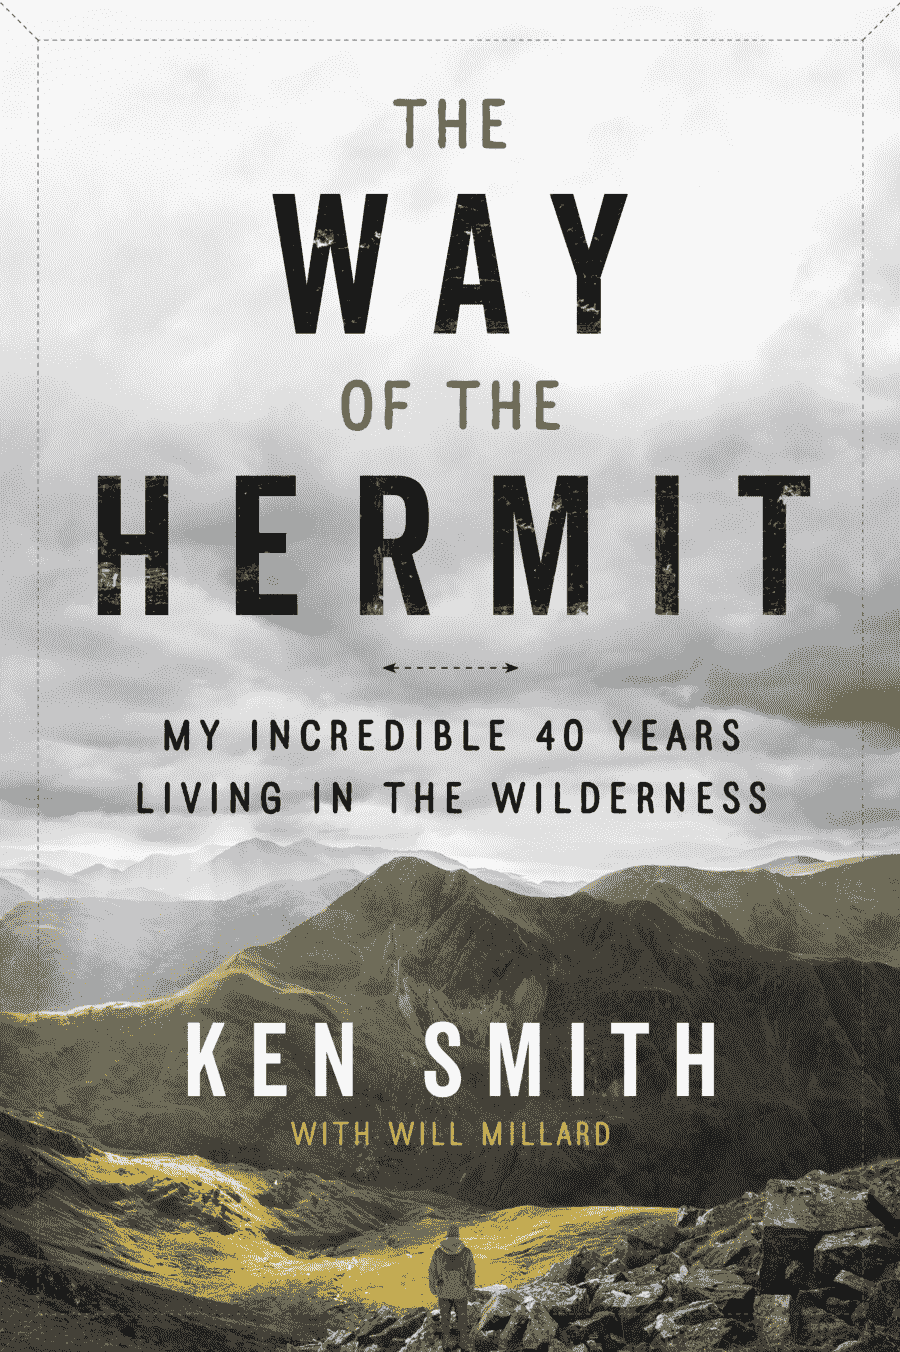 THE
WAY
OF THE
HERMIT
MY INCREDIBLE 40 YEARS
LIVING IN THE WILDERNESS
KEN SMITH
WITH WILL MILLARD